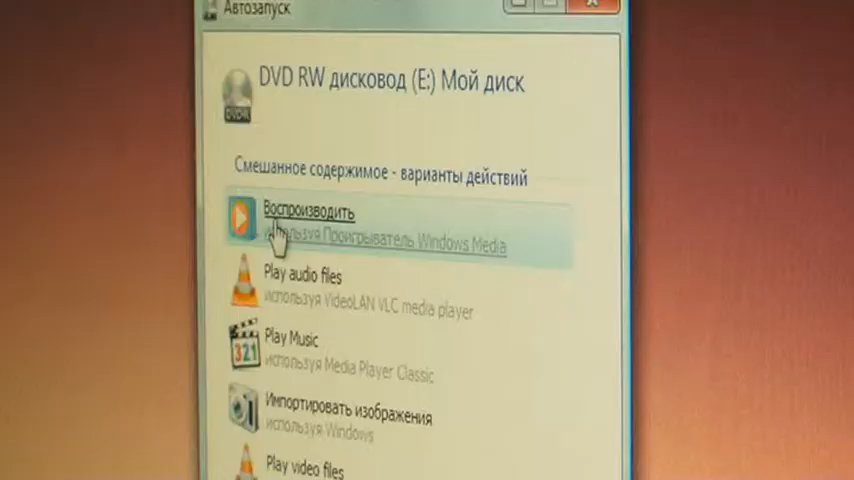 Автозапуск
DVD RW дисковод (E:) Мой диск
DVD-R
Смешанное содержимое - варианты действий
Воспроизводить
используя Проигрыватель Windows Media
Play audio files
используя VideoLAN VLC media player
321
Play Music
используя Media Player Classic
Импортировать изображения
используя Windows
Play video files